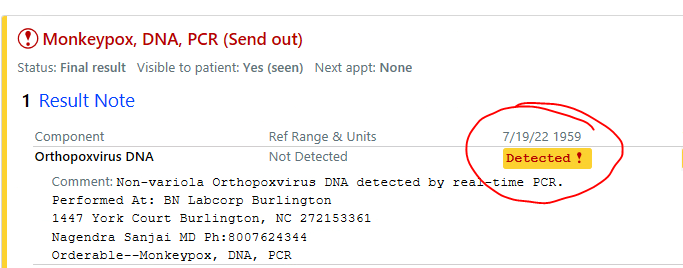 Monkeypox, DNA, PCR (Send out)
Status: Final result Visible to patient: Yes (seen) Next appt: None
1 Result Note
Component Ref Range & Units 7/19/22 1959
Orthopoxvirus DNA Not Detected Detected !
Comment: Non-variola Orthopoxvirus DNA detected by real-time PCR.
Performed At: BN Labcorp Burlington
1447 York Court Burlington, NC 272153361
Nagendra Sanjai MD Ph:8007624344
Orderable--Monkeypox, DNA, PCR